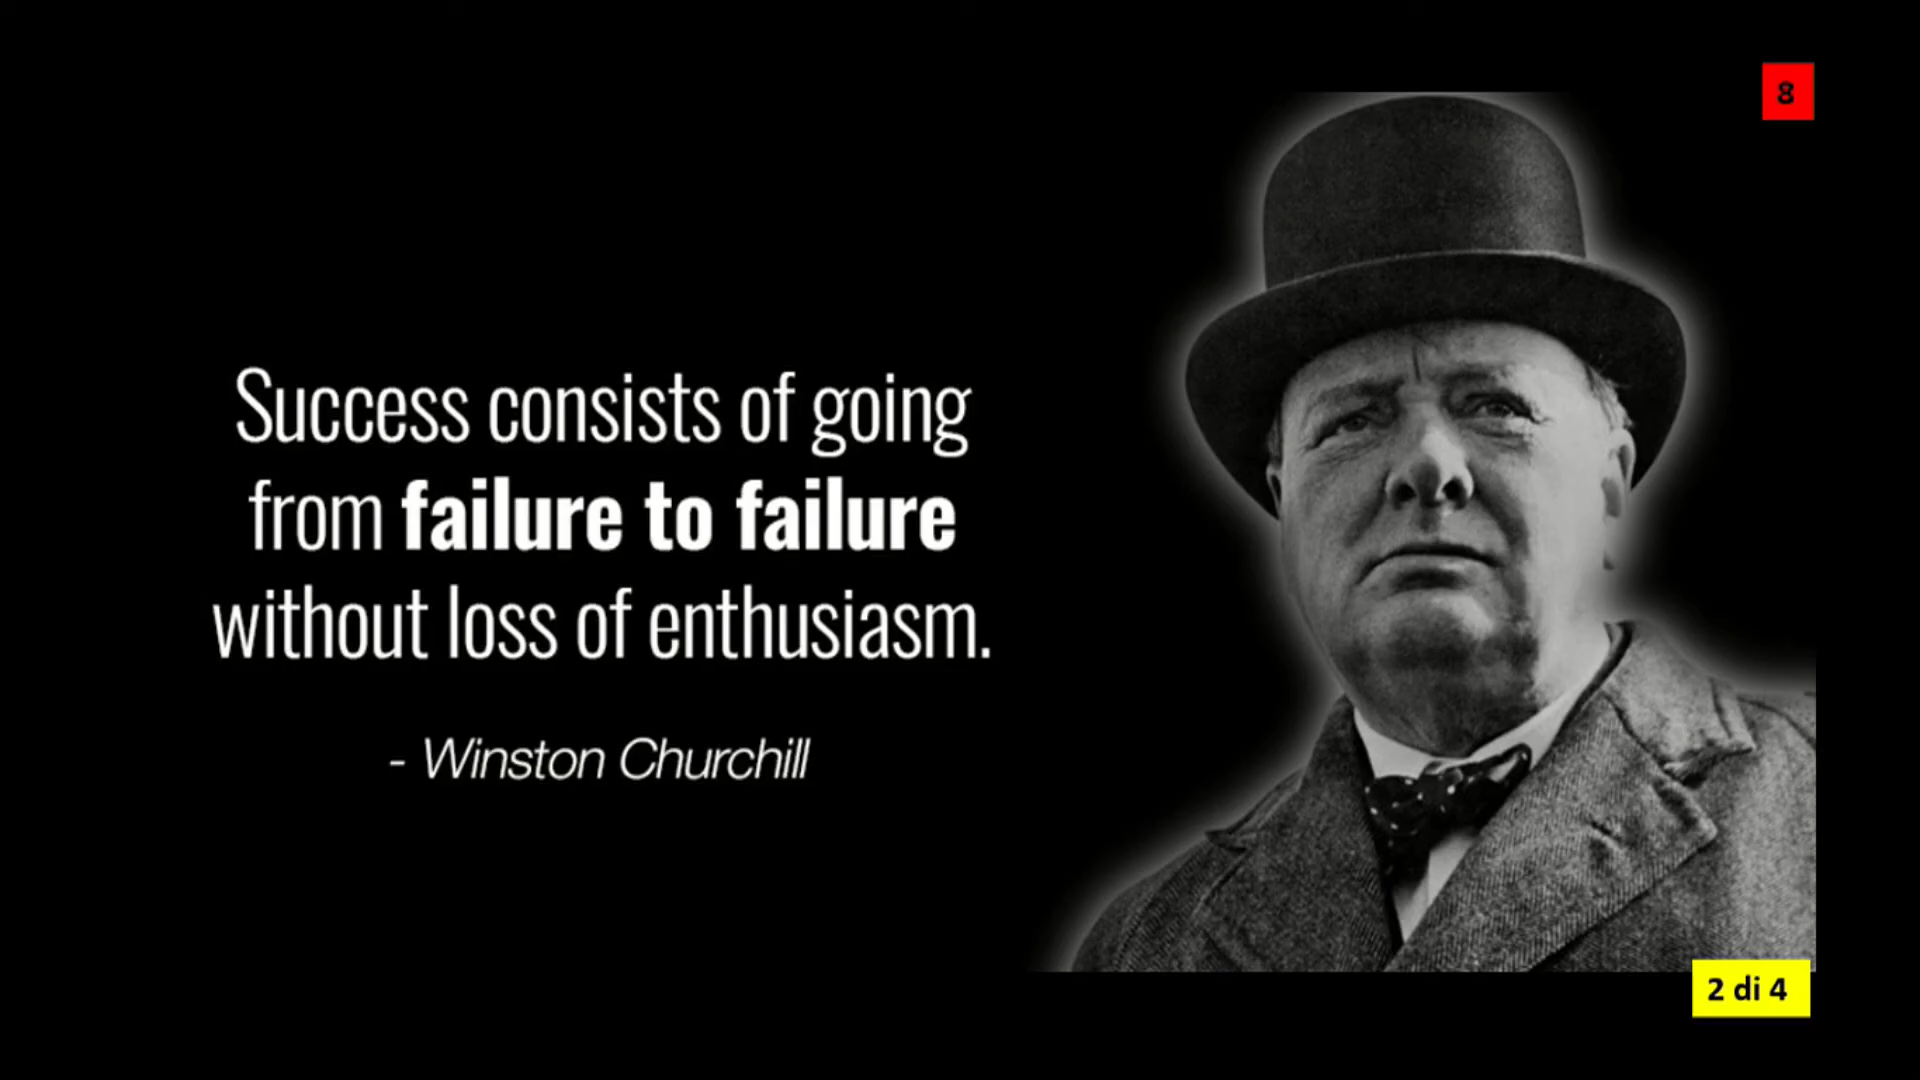 8
Success consists of going
from failure to failure
without loss of enthusiasm.
- Winston Churchill
2 di 4